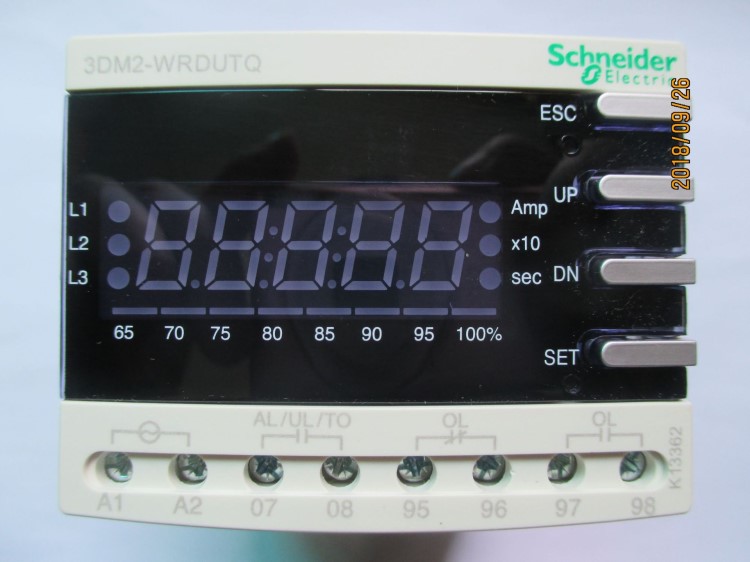 3DM2-WRDUTQ
Schneider
Electric
2018/09/26
ESC
UP
DN
SET
L1
L2
L3
Amp
x10
sec
65 70 75 80 85 90 95 100%
AL/UL/TO OL OL
A1 A2 07 08 95 96 97 98
K13362